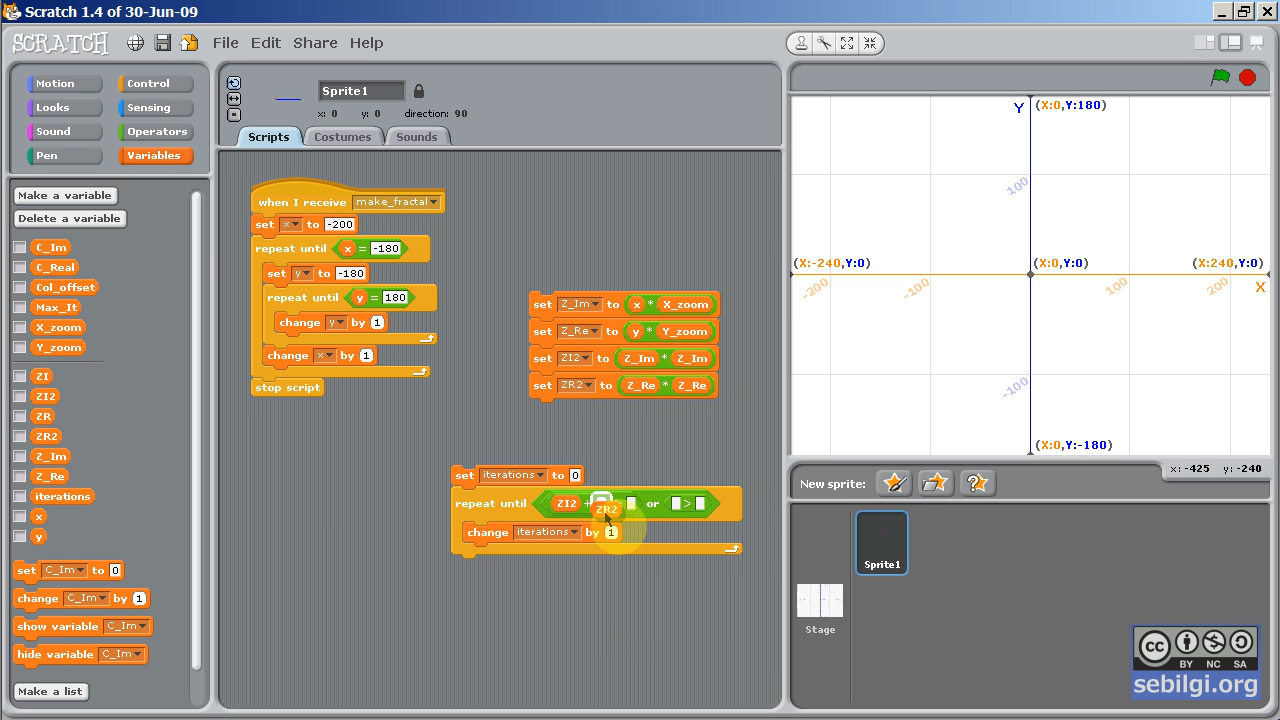 Scratch 1.4 of 30-Jun-09
SCRATCH File Edit Share Help
Motion Control
Looks Sensing
Sound Operators
Pen Variables
Make a variable
Delete a variable
C_Im
C_Real
Col_offset
Max_It
X_zoom
Y_zoom
ZI
ZI2
ZR
ZR2
Z_Im
Z_Re
iterations
x
y
set C_Im to 0
change C_Im by 1
show variable C_Im
hide variable C_Im
Make a list
Sprite1
x: 0 y: 0 direction: 90
Scripts Costumes Sounds
when I receive make_fractal
set x to -200
repeat until x = -180
set y to -180
repeat until y = 180
change y by 1
change x by 1
stop script
set Z_Im to x * X_zoom
set Z_Re to y * Y_zoom
set ZI2 to Z_Im * Z_Im
set ZR2 to Z_Re * Z_Re
set iterations to 0
repeat until ZI2 + ZR2 or >
change iterations by 1
Y (X:0,Y:180)
100
(X:-240,Y:0) (X:0,Y:0) (X:240,Y:0)
-200 -100 100 200 X
-100
(X:0,Y:-180)
x: -425 y: -240
New sprite:
Sprite1
Stage
cc BY NC SA
sebilgi.org